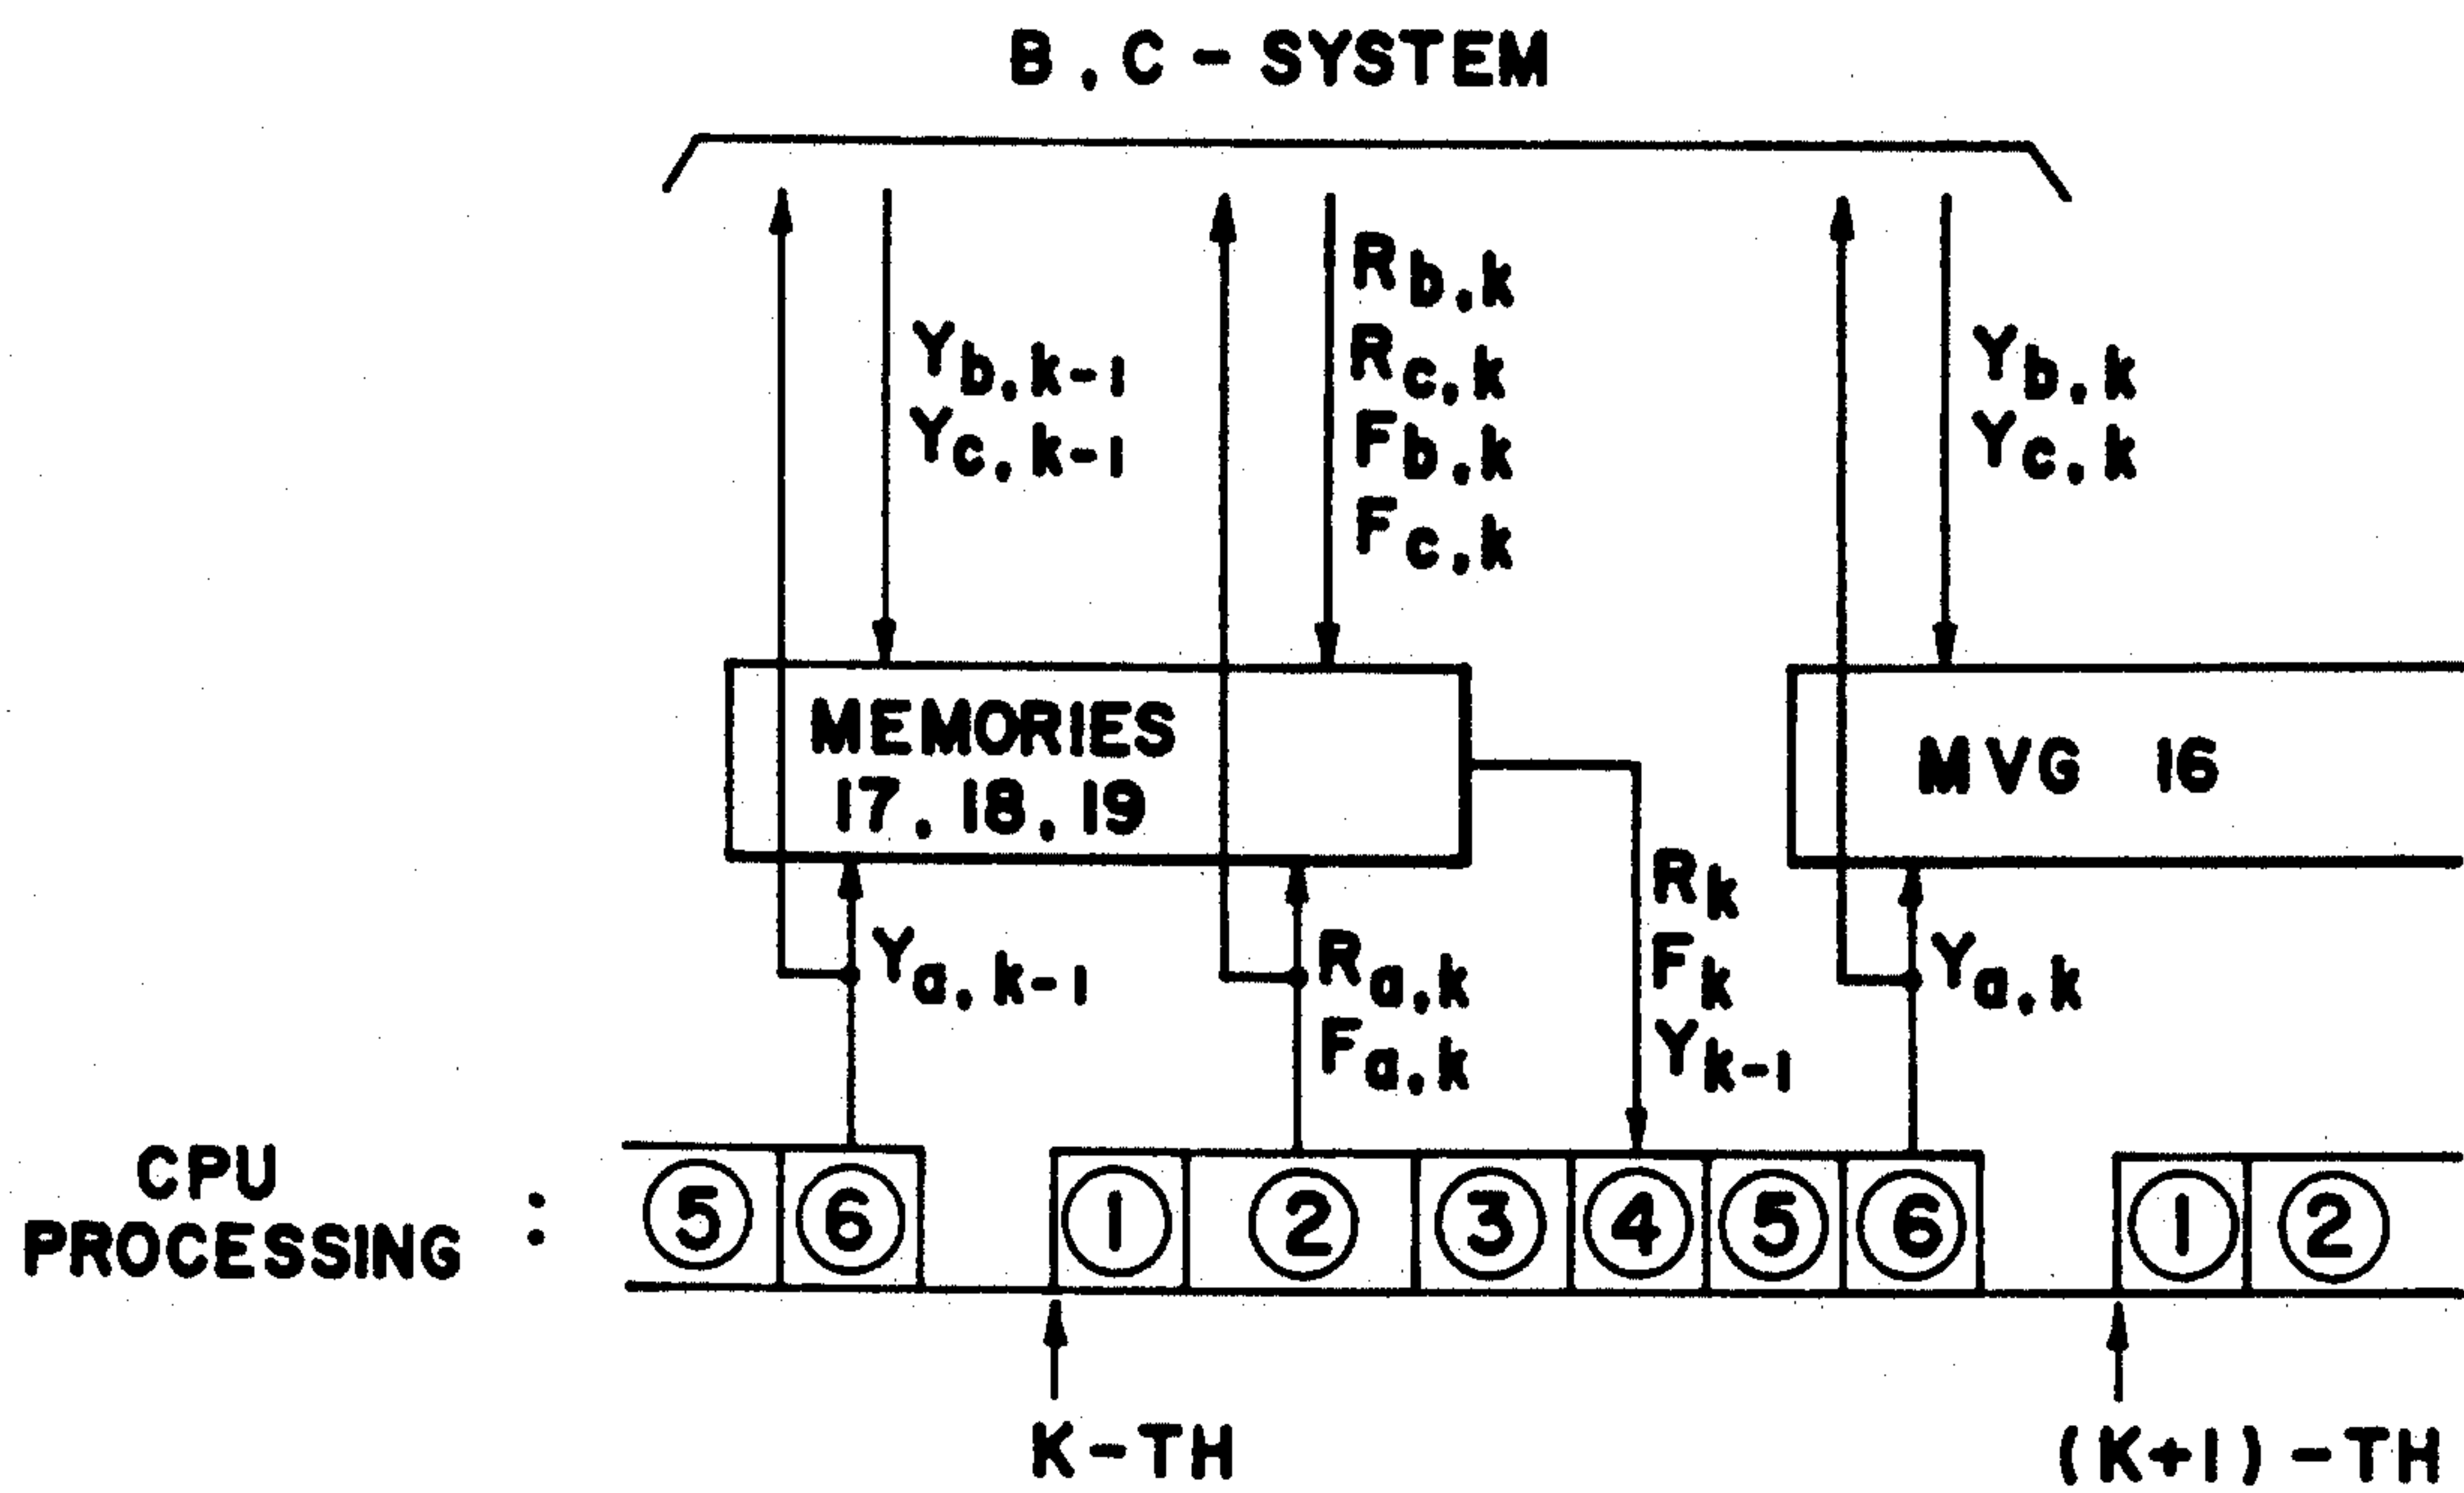 B, C - SYSTEM
Yb,k-1
Yc,k-1
Rb,k
Rc,k
Fb,k
Fc,k
Yb,k
Yc,k
MEMORIES
17, 18, 19
MVG 16
Ya,k-1
Ra,k
Fa,k
Rk
Fk
Yk-1
Ya,k
CPU
PROCESSING :
5 6 1 2 3 4 5 6 1 2
K-TH
(K+1)-TH